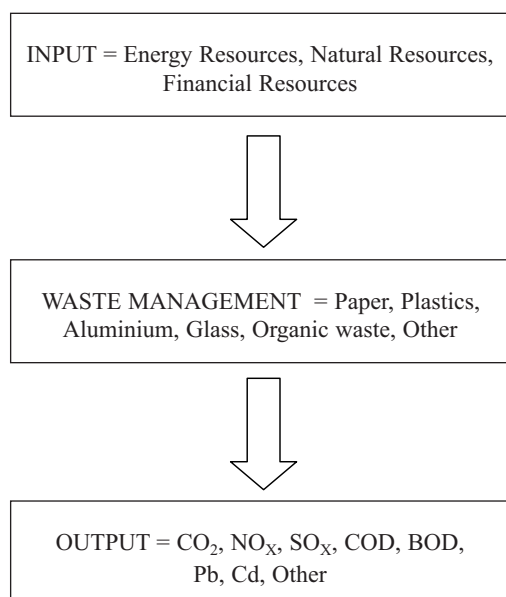 INPUT = Energy Resources, Natural Resources,
Financial Resources
WASTE MANAGEMENT = Paper, Plastics,
Aluminium, Glass, Organic waste, Other
OUTPUT = CO₂, NOₓ, SOₓ, COD, BOD,
Pb, Cd, Other